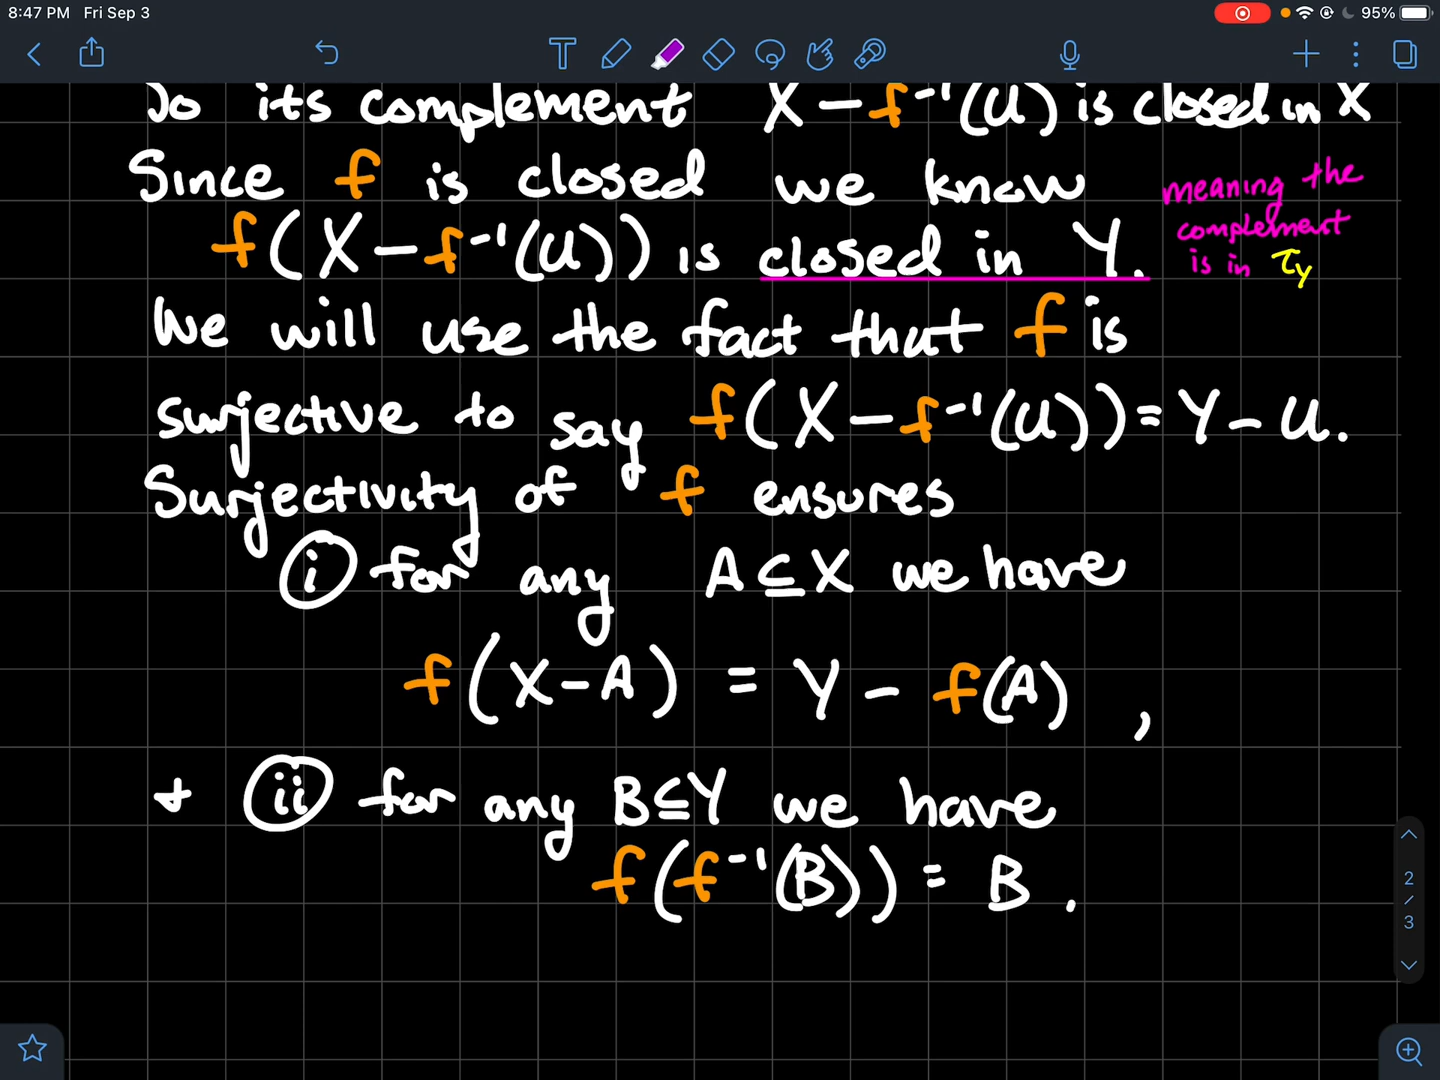 8:47 PM Fri Sep 3
95%
So its complement X – f⁻¹(U) is closed in X
Since f is closed we know
f(X – f⁻¹(U)) is closed in Y.
meaning the
complement
is in τY
We will use the fact that f is
surjective to say f(X – f⁻¹(U)) = Y – U.
Surjectivity of f ensures
(i) for any A ⊆ X we have
f(X – A) = Y – f(A) ,
+ (ii) for any B ⊆ Y we have
f(f⁻¹(B)) = B .
2
/
3